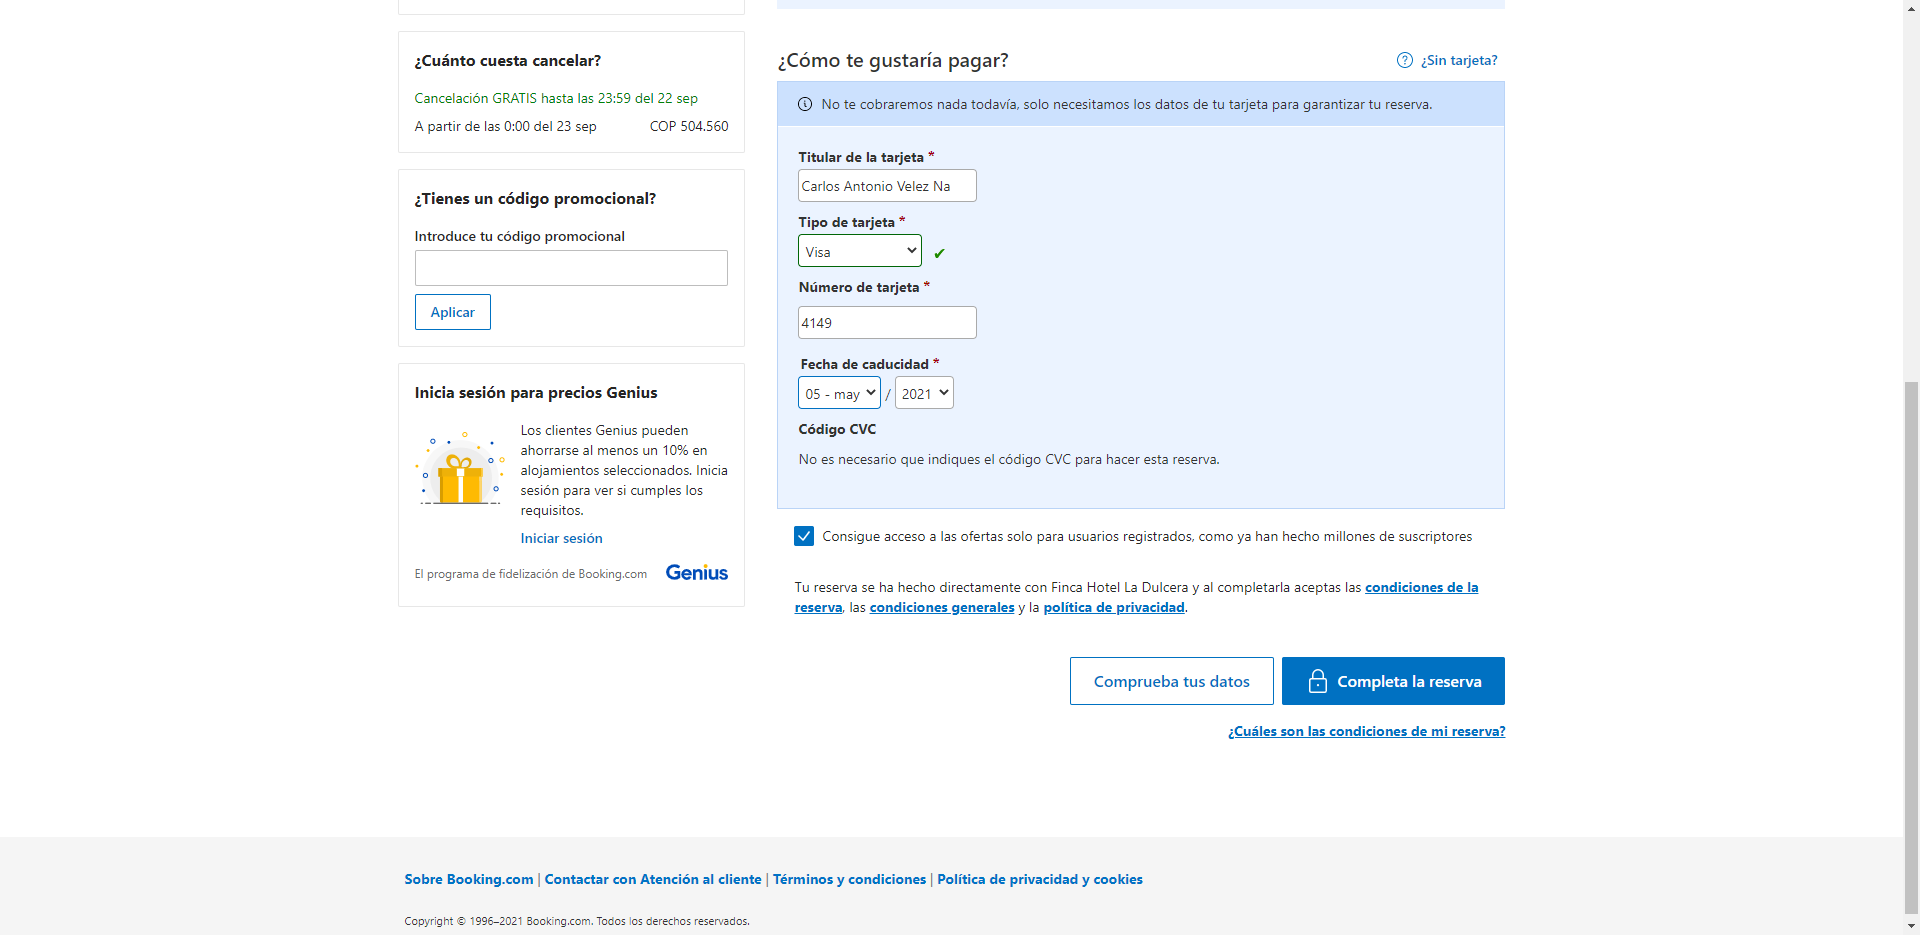 ¿Cuánto cuesta cancelar?
Cancelación GRATIS hasta las 23:59 del 22 sep
A partir de las 0:00 del 23 sep COP 504.560
¿Tienes un código promocional?
Introduce tu código promocional
Aplicar
Inicia sesión para precios Genius
Los clientes Genius pueden
ahorrarse al menos un 10% en
alojamientos seleccionados. Inicia
sesión para ver si cumples los
requisitos.
Iniciar sesión
El programa de fidelización de Booking.com Genius
¿Cómo te gustaría pagar?
¿Sin tarjeta?
No te cobraremos nada todavía, solo necesitamos los datos de tu tarjeta para garantizar tu reserva.
Titular de la tarjeta *
Carlos Antonio Velez Na
Tipo de tarjeta *
Visa
Número de tarjeta *
4149
Fecha de caducidad *
05 - may / 2021
Código CVC
No es necesario que indiques el código CVC para hacer esta reserva.
Consigue acceso a las ofertas solo para usuarios registrados, como ya han hecho millones de suscriptores
Tu reserva se ha hecho directamente con Finca Hotel La Dulcera y al completarla aceptas las condiciones de la
reserva, las condiciones generales y la política de privacidad.
Comprueba tus datos
Completa la reserva
¿Cuáles son las condiciones de mi reserva?
Sobre Booking.com | Contactar con Atención al cliente | Términos y condiciones | Política de privacidad y cookies
Copyright © 1996–2021 Booking.com. Todos los derechos reservados.